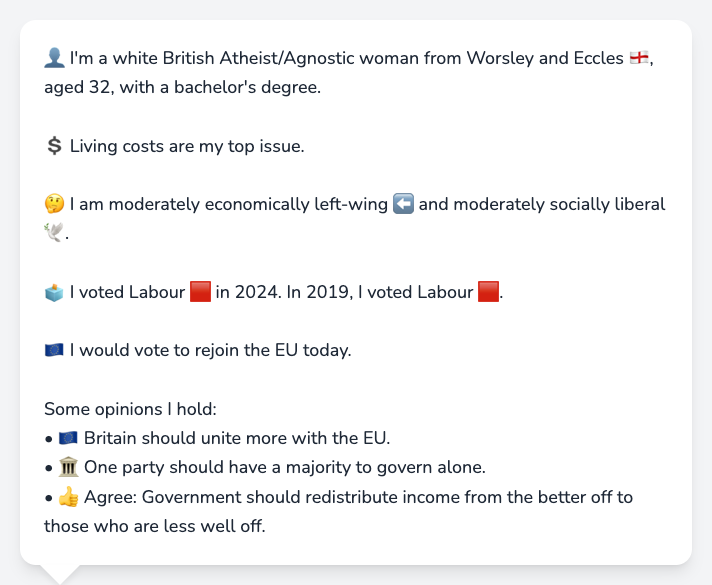 👤 I'm a white British Atheist/Agnostic woman from Worsley and Eccles 🏴󠁧󠁢󠁥󠁮󠁧󠁿,
aged 32, with a bachelor's degree.
💲 Living costs are my top issue.
🤔 I am moderately economically left-wing ⬅️ and moderately socially liberal
🕊️.
🗳️ I voted Labour 🟥 in 2024. In 2019, I voted Labour 🟥.
🇪🇺 I would vote to rejoin the EU today.
Some opinions I hold:
• 🇪🇺 Britain should unite more with the EU.
• 🏛️ One party should have a majority to govern alone.
• 👍 Agree: Government should redistribute income from the better off to
those who are less well off.